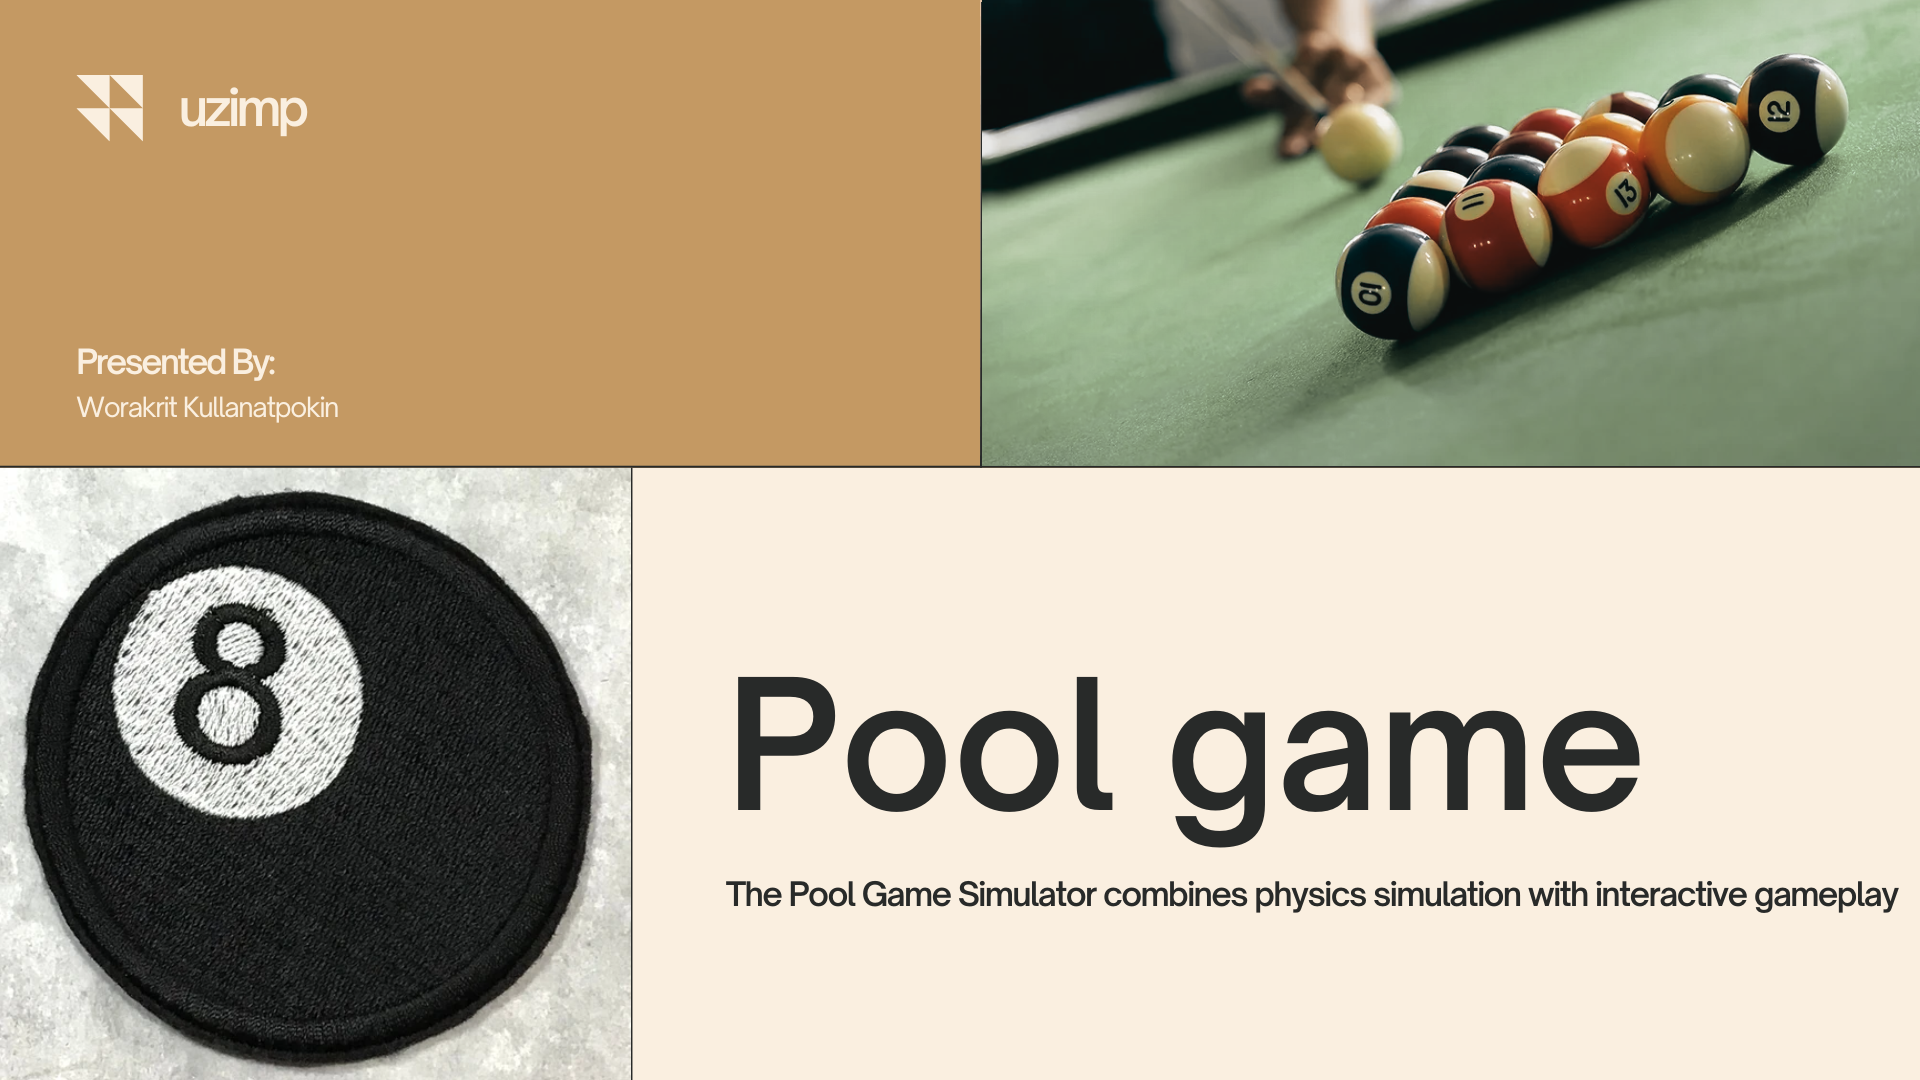 uzimp
Presented By:
Worakrit Kullanatpokin
12
13
11
10
8
Pool game
The Pool Game Simulator combines physics simulation with interactive gameplay